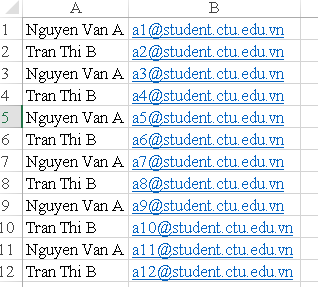 A B
1 Nguyen Van A a1@student.ctu.edu.vn
2 Tran Thi B a2@student.ctu.edu.vn
3 Nguyen Van A a3@student.ctu.edu.vn
4 Tran Thi B a4@student.ctu.edu.vn
5 Nguyen Van A a5@student.ctu.edu.vn
6 Tran Thi B a6@student.ctu.edu.vn
7 Nguyen Van A a7@student.ctu.edu.vn
8 Tran Thi B a8@student.ctu.edu.vn
9 Nguyen Van A a9@student.ctu.edu.vn
10 Tran Thi B a10@student.ctu.edu.vn
11 Nguyen Van A a11@student.ctu.edu.vn
12 Tran Thi B a12@student.ctu.edu.vn